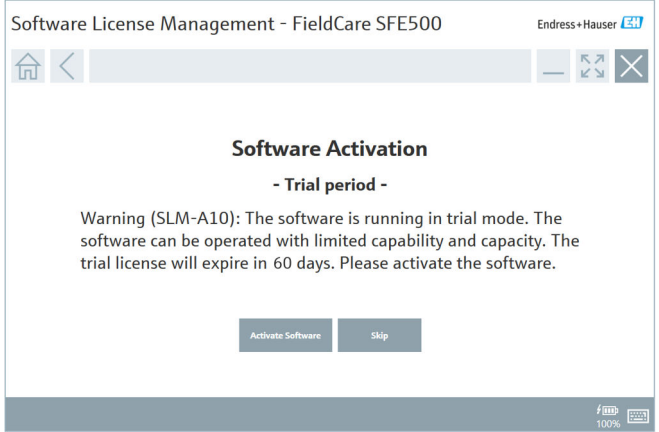 Software License Management - FieldCare SFE500
Endress+Hauser EH
Software Activation
- Trial period -
Warning (SLM-A10): The software is running in trial mode. The
software can be operated with limited capability and capacity. The
trial license will expire in 60 days. Please activate the software.
Activate Software
Skip
100%